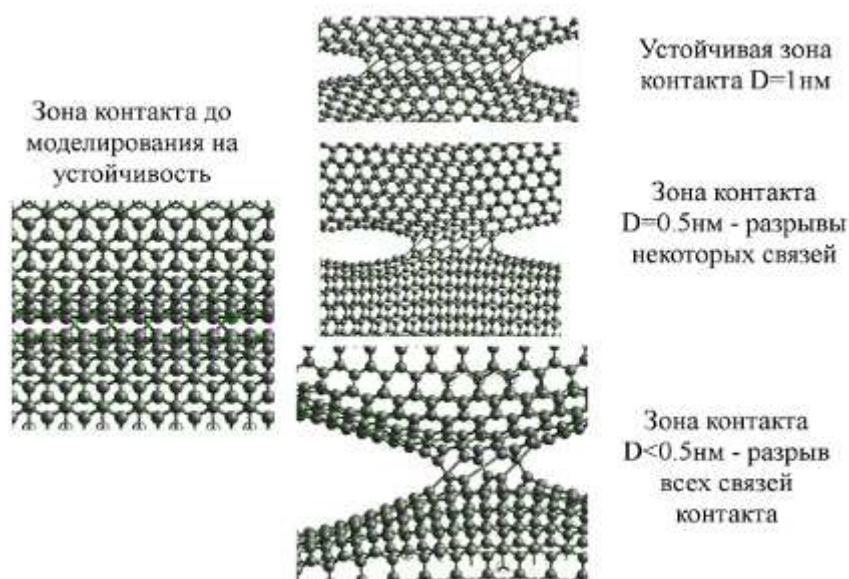 Зона контакта до
моделирования на
устойчивость
Устойчивая зона
контакта D=1нм
Зона контакта
D=0.5нм - разрывы
некоторых связей
Зона контакта
D<0.5нм - разрыв
всех связей
контакта